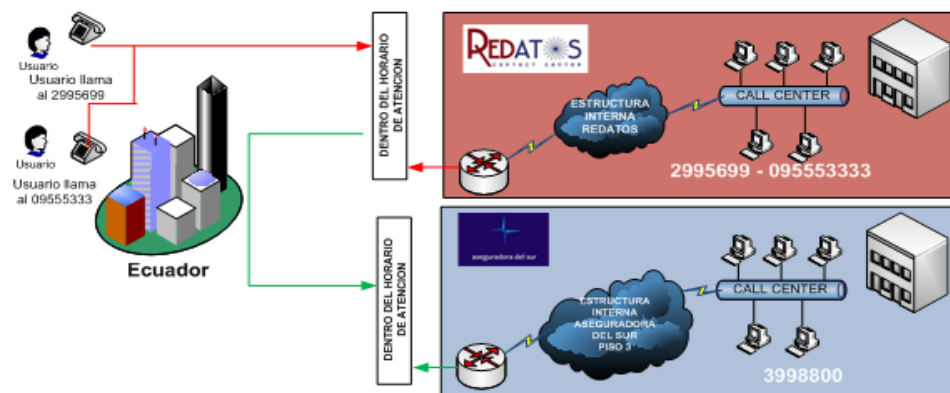 Usuario
Usuario llama
al 2995699
Usuario
Usuario llama
al 09555333
Ecuador
DENTRO DEL HORARIO
DE ATENCION
REDATOS
CONTACT CENTER
ESTRUCTURA
INTERNA
REDATOS
CALL CENTER
2995699 - 095553333
DENTRO DEL HORARIO
DE ATENCION
aseguradora del sur
ESTRUCTURA
INTERNA
ASEGURADORA
DEL SUR
PISO 3
CALL CENTER
3998800